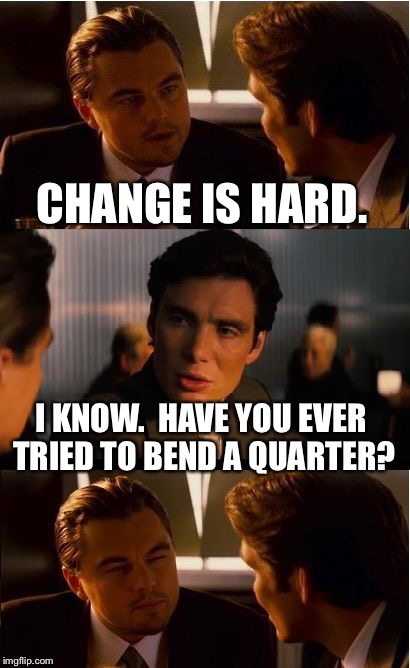 CHANGE IS HARD.
I KNOW.  HAVE YOU EVER
TRIED TO BEND A QUARTER?
imgflip.com